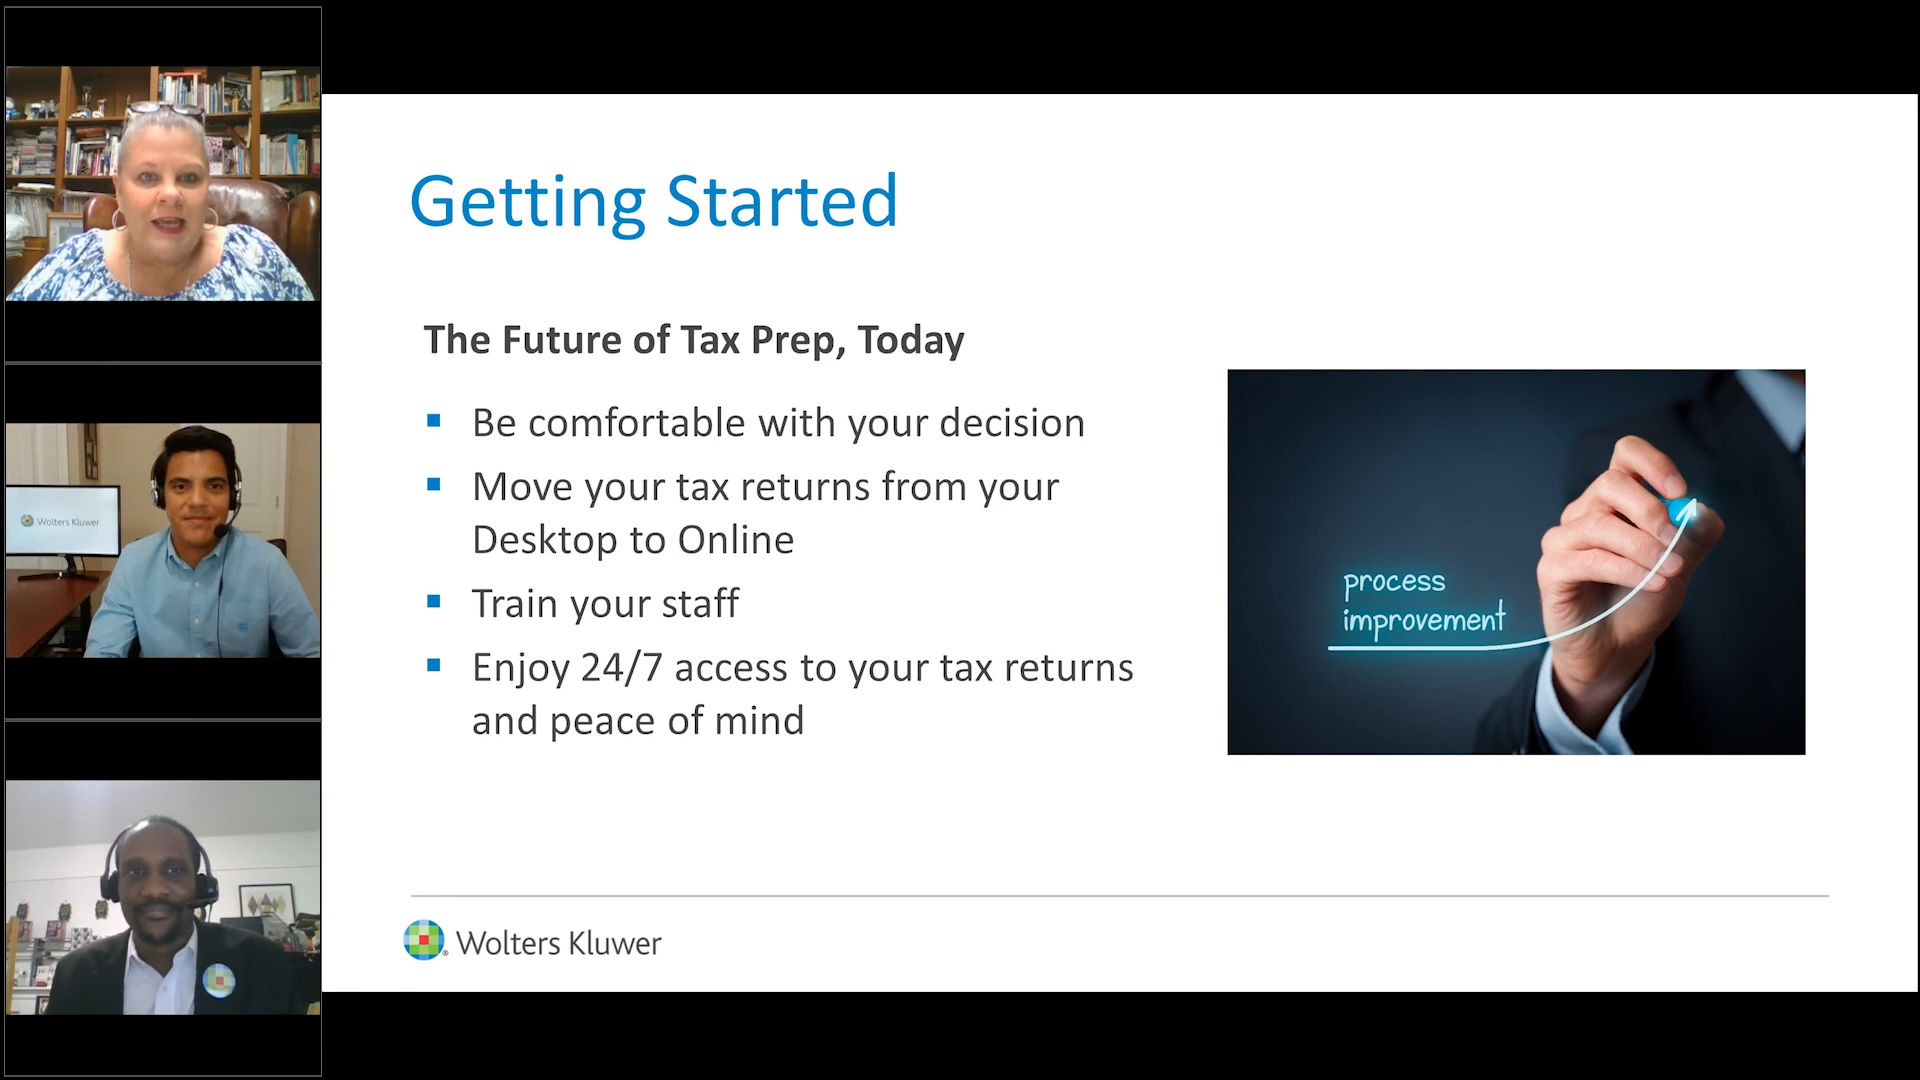 Getting Started
The Future of Tax Prep, Today
Be comfortable with your decision
Move your tax returns from your
Desktop to Online
Train your staff
Enjoy 24/7 access to your tax returns
and peace of mind
process
improvement
Wolters Kluwer
Wolters Kluwer